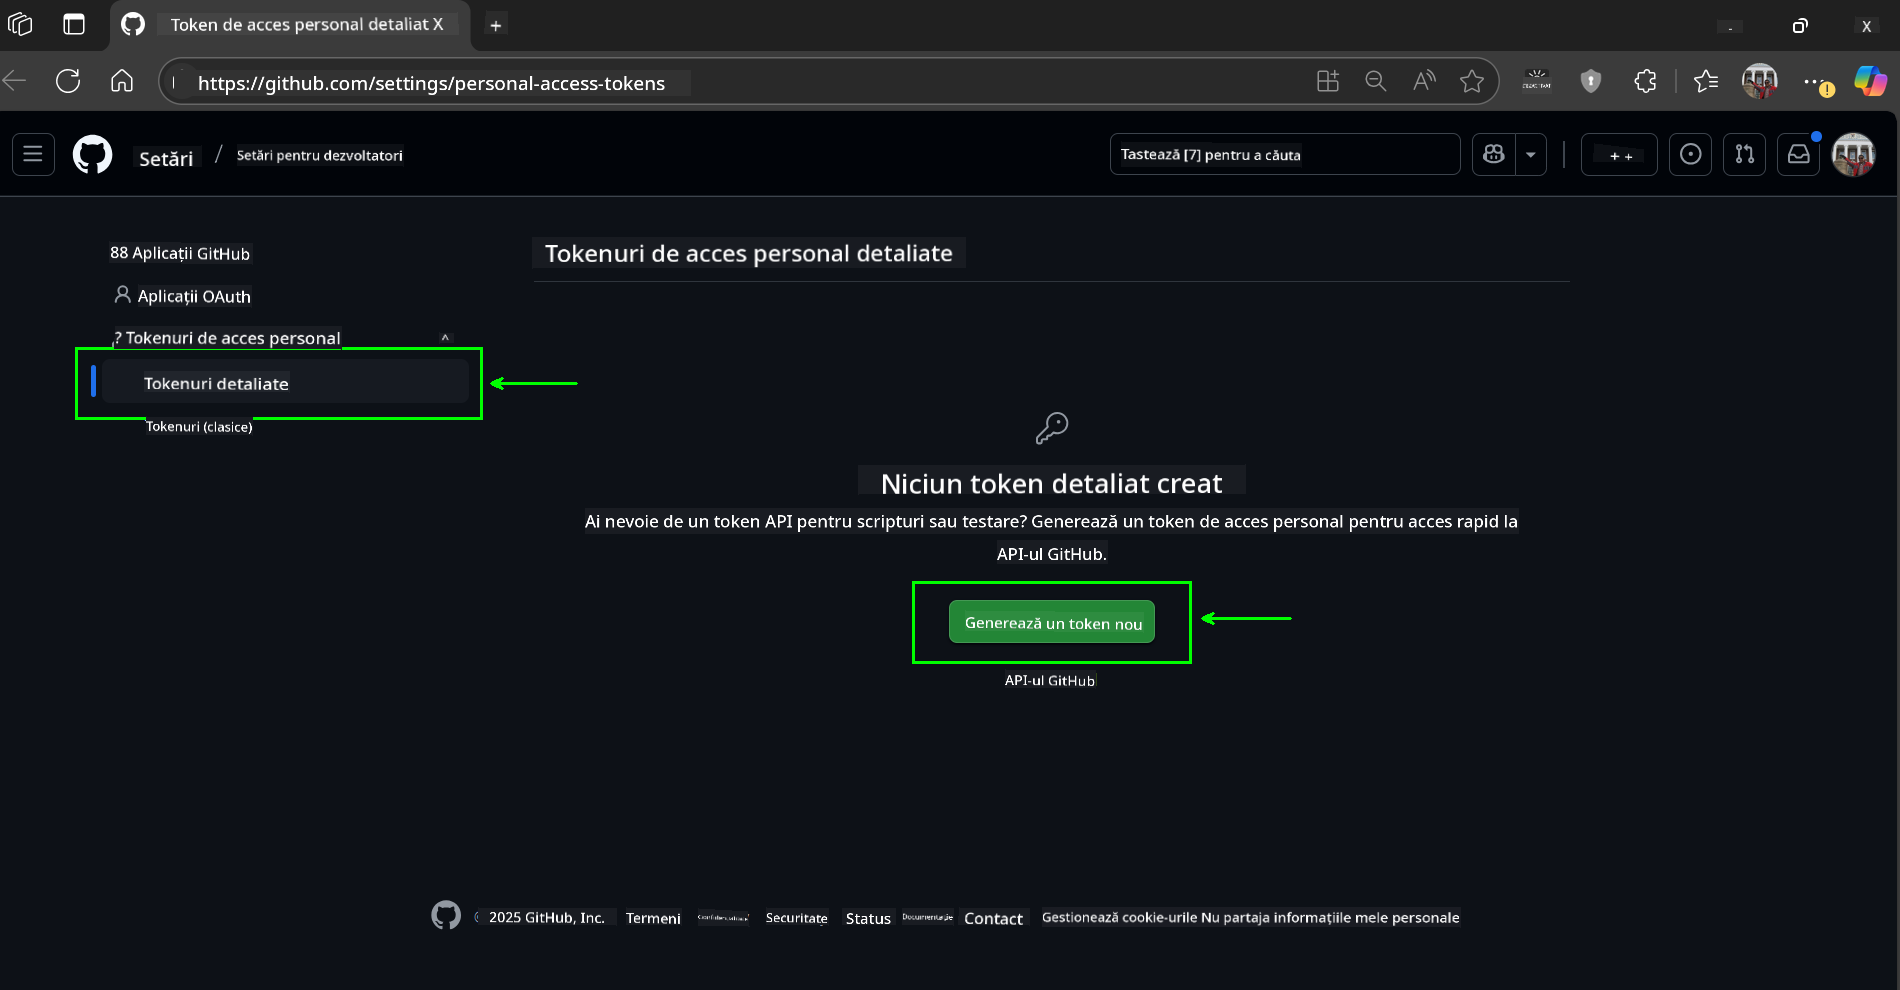 Token de acces personal detaliat X
+
- X
https://github.com/settings/personal-access-tokens
Setări / Setări pentru dezvoltatori
Tastează [7] pentru a căuta
+ +
88 Aplicații GitHub
Aplicații OAuth
? Tokenuri de acces personal ^
Tokenuri detaliate
Tokenuri (clasice)
Tokenuri de acces personal detaliate
Niciun token detaliat creat
Ai nevoie de un token API pentru scripturi sau testare? Generează un token de acces personal pentru acces rapid la
API-ul GitHub.
Generează un token nou
API-ul GitHub
© 2025 GitHub, Inc. Termeni Confidențialitate Securitate Status Documentație Contact Gestionează cookie-urile Nu partaja informațiile mele personale